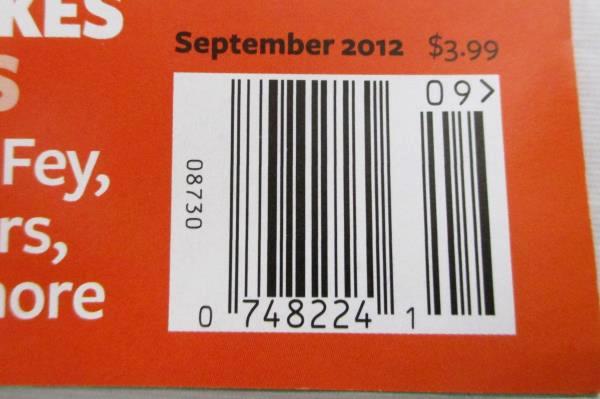 KES
S
Fey,
rs,
nore
September 2012 $3.99
09>
08730
0 748224 1